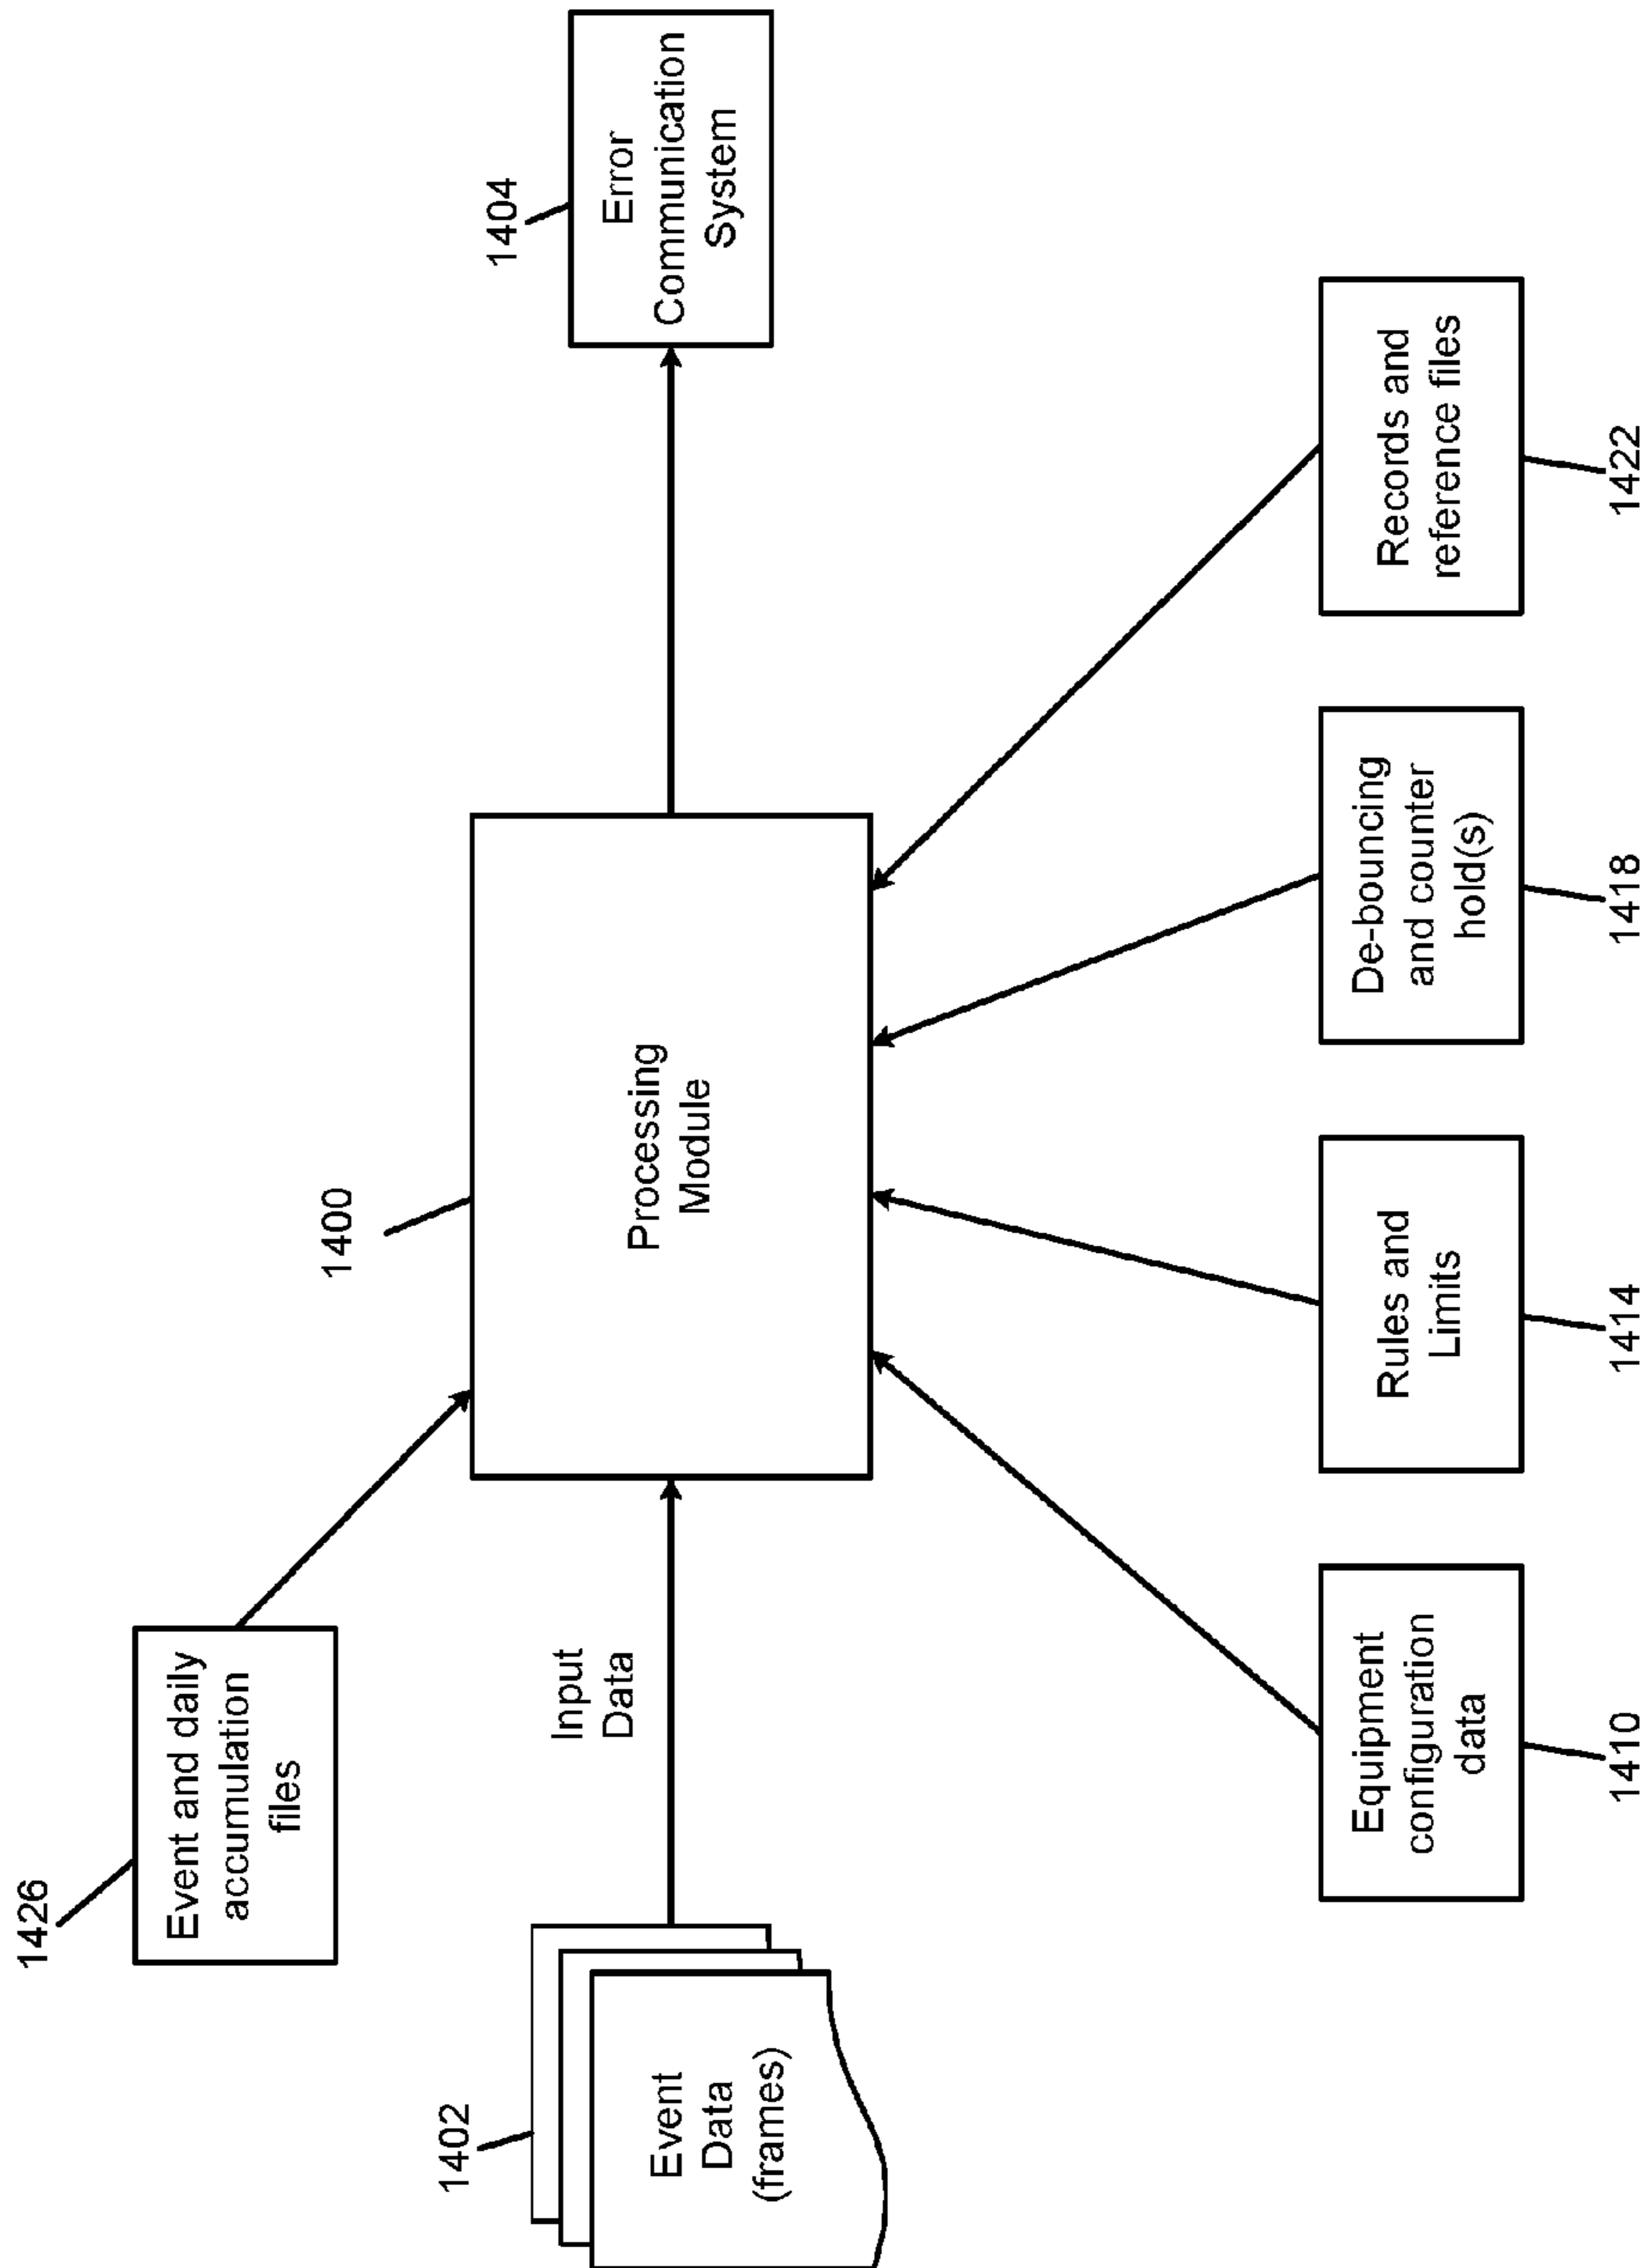 1426
Event and daily
accumulation
files
1402
Event
Data
(frames)
Input
Data
1400
Processing
Module
1404
Error
Communication
System
Equipment
configuration
data
1410
Rules and
Limits
1414
De-bouncing
and counter
hold(s)
1418
Records and
reference files
1422